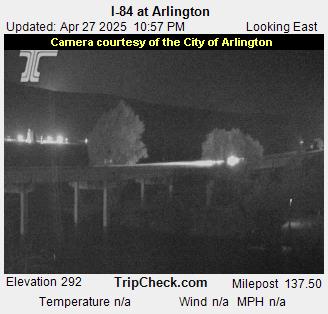 I-84 at Arlington
Updated: Apr 27 2025 10:57 PM Looking East
Camera courtesy of the City of Arlington
Elevation 292 TripCheck.com Milepost 137.50
Temperature n/a Wind n/a MPH n/a